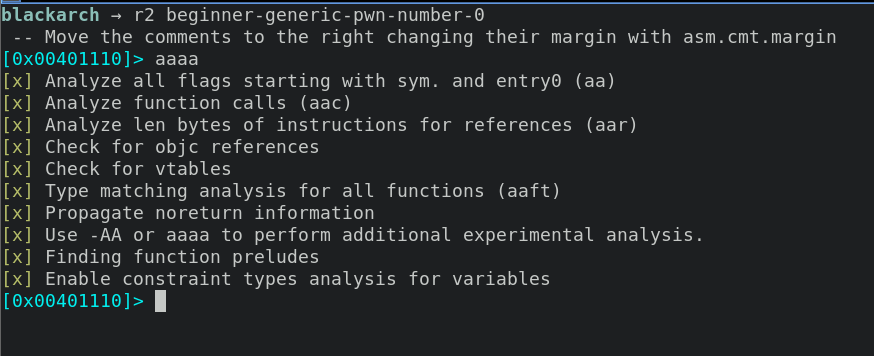 blackarch → r2 beginner-generic-pwn-number-0
 -- Move the comments to the right changing their margin with asm.cmt.margin
[0x00401110]> aaaa
[x] Analyze all flags starting with sym. and entry0 (aa)
[x] Analyze function calls (aac)
[x] Analyze len bytes of instructions for references (aar)
[x] Check for objc references
[x] Check for vtables
[x] Type matching analysis for all functions (aaft)
[x] Propagate noreturn information
[x] Use -AA or aaaa to perform additional experimental analysis.
[x] Finding function preludes
[x] Enable constraint types analysis for variables
[0x00401110]>